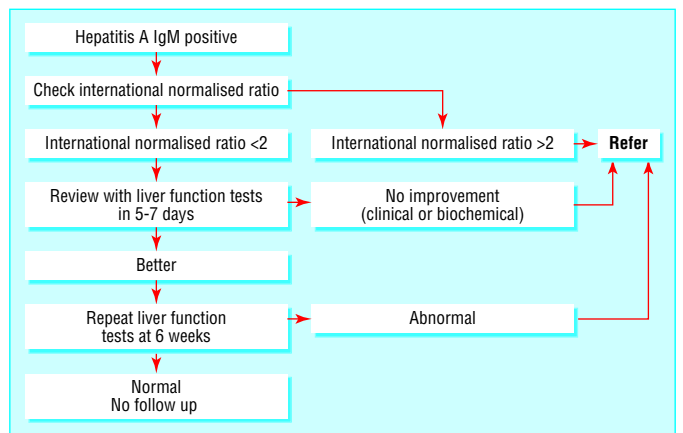 Hepatitis A IgM positive
Check international normalised ratio
International normalised ratio <2
International normalised ratio >2
Refer
Review with liver function tests
in 5-7 days
No improvement
(clinical or biochemical)
Better
Repeat liver function
tests at 6 weeks
Abnormal
Normal
No follow up